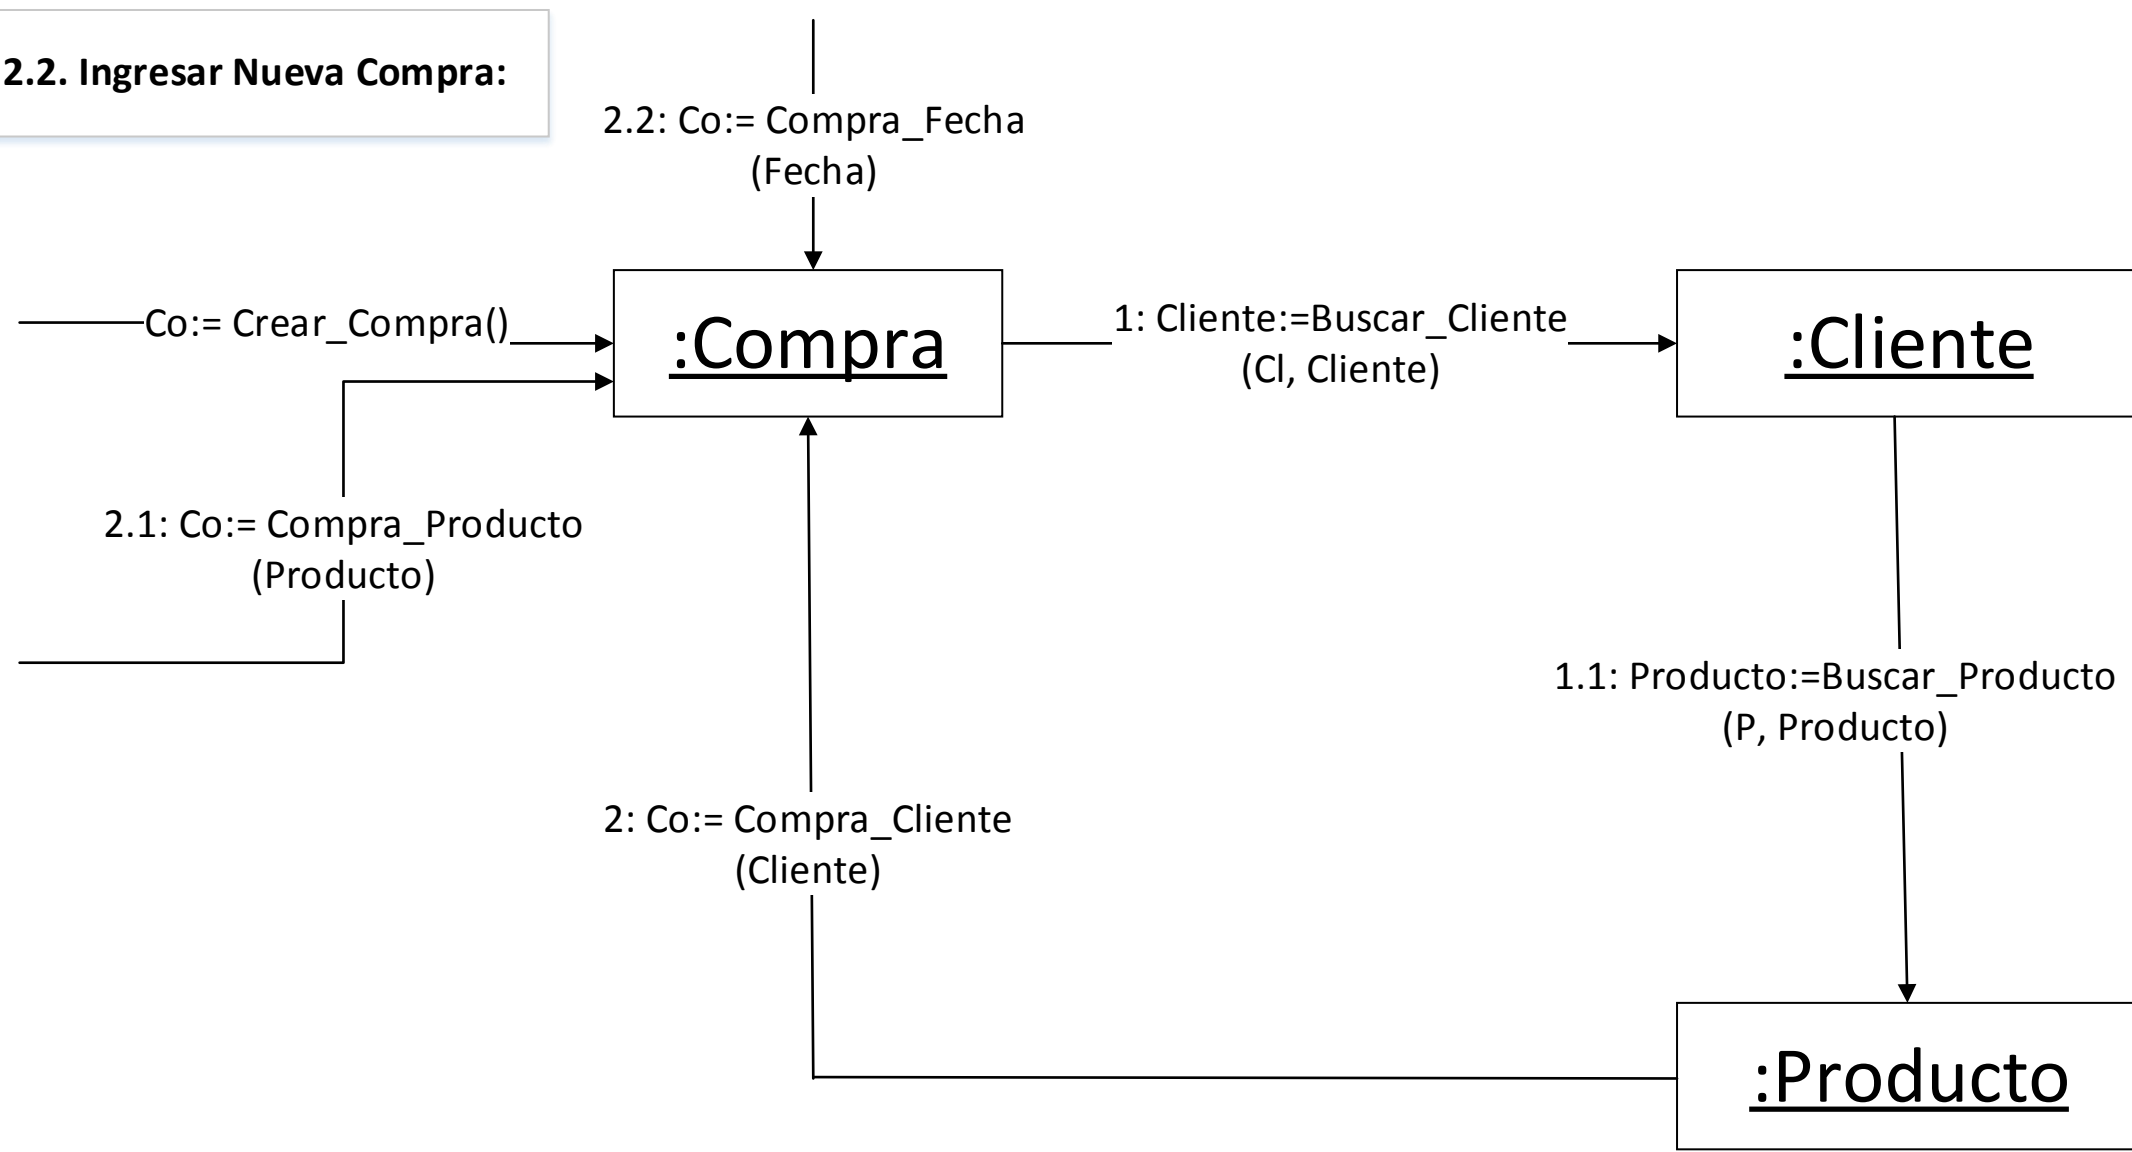 2.2. Ingresar Nueva Compra:
2.2: Co:= Compra_Fecha
(Fecha)
Co:= Crear_Compra()
:Compra
1: Cliente:=Buscar_Cliente
(Cl, Cliente)
:Cliente
2.1: Co:= Compra_Producto
(Producto)
1.1: Producto:=Buscar_Producto
(P, Producto)
2: Co:= Compra_Cliente
(Cliente)
:Producto